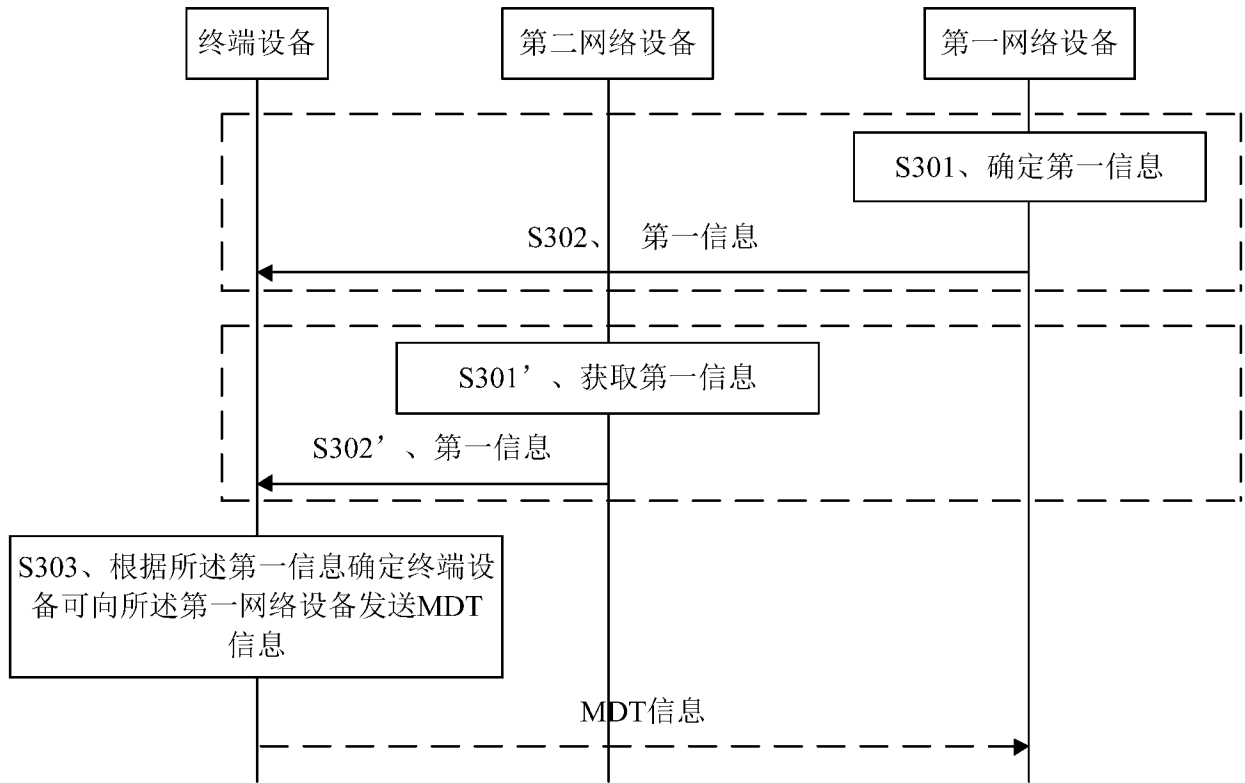 终端设备
第二网络设备
第一网络设备
S301、确定第一信息
S302、 第一信息
S301’、获取第一信息
S302’、第一信息
S303、根据所述第一信息确定终端设
备可向所述第一网络设备发送MDT
信息
MDT信息